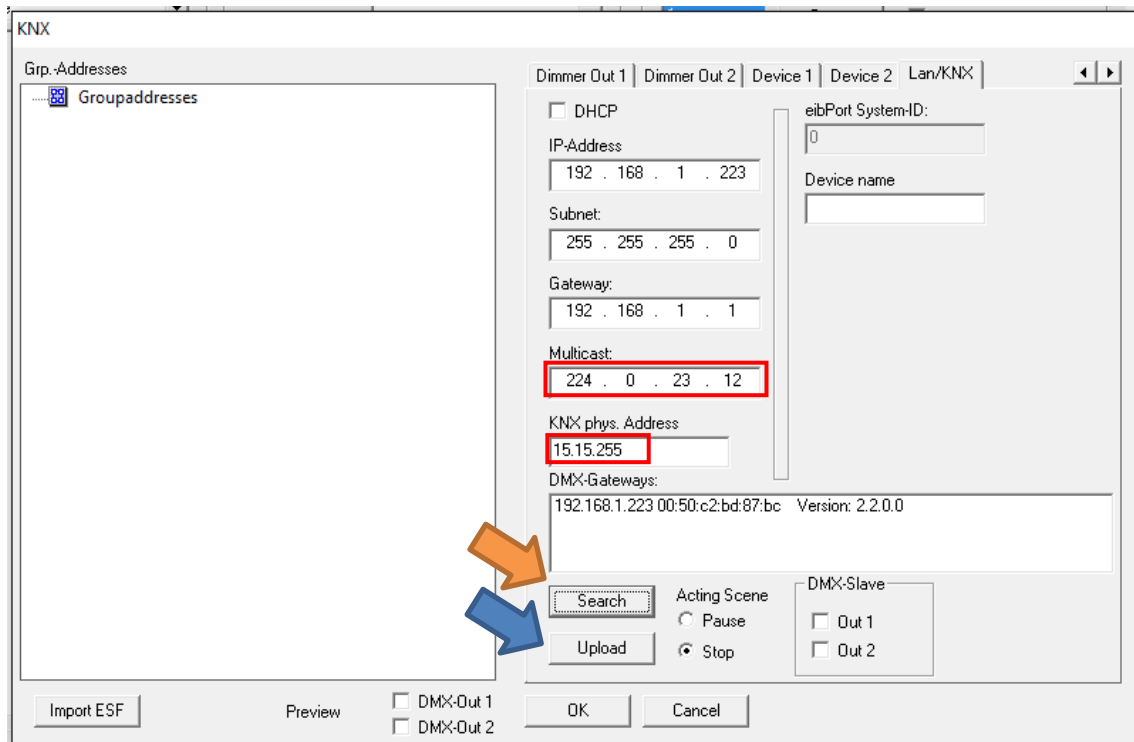 KNX
Grp.-Addresses
Groupaddresses
Dimmer Out 1 Dimmer Out 2 Device 1 Device 2 Lan/KNX
DHCP
IP-Address
192 . 168 . 1 . 223
Subnet:
255 . 255 . 255 . 0
Gateway:
192 . 168 . 1 . 1
Multicast:
224 . 0 . 23 . 12
KNX phys. Address
15.15.255
eibPort System-ID:
0
Device name
DMX-Gateways:
192.168.1.223 00:50:c2:bd:87:bc Version: 2.2.0.0
Search
Upload
Acting Scene
Pause
Stop
DMX-Slave
Out 1
Out 2
Import ESF
Preview
DMX-Out 1
DMX-Out 2
OK
Cancel